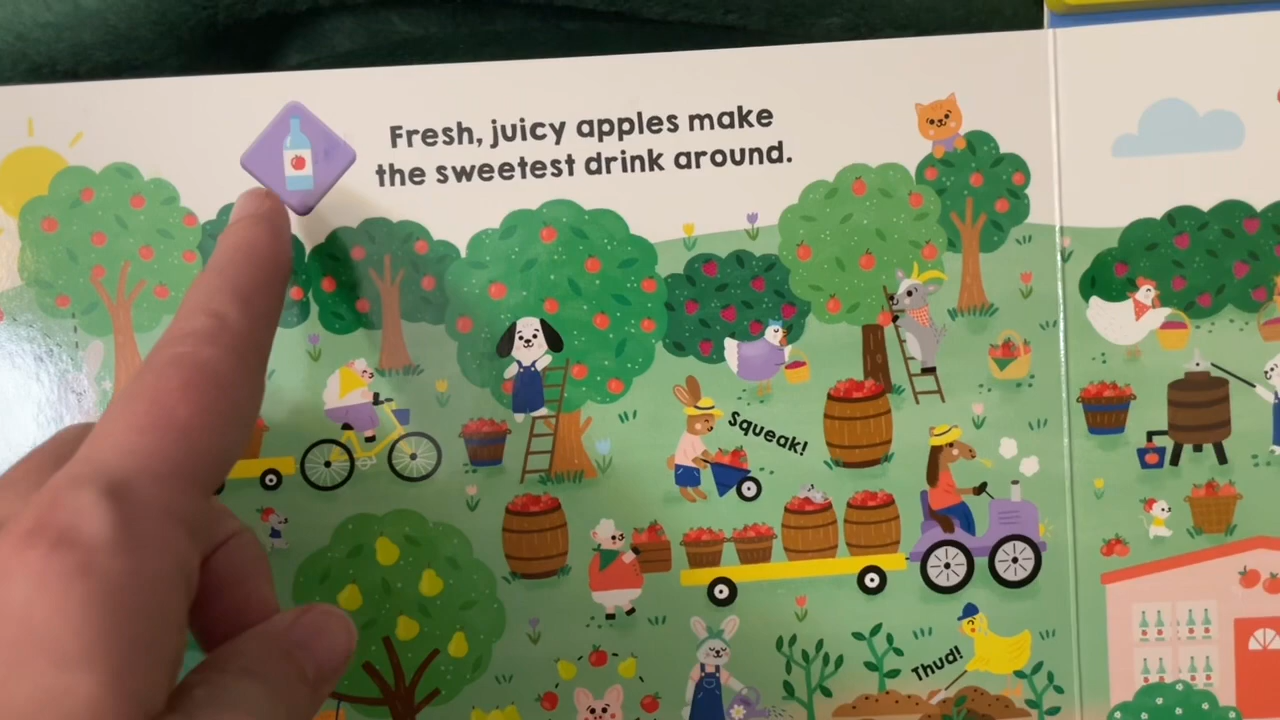 Fresh, juicy apples make
the sweetest drink around.
Squeak!
Thud!